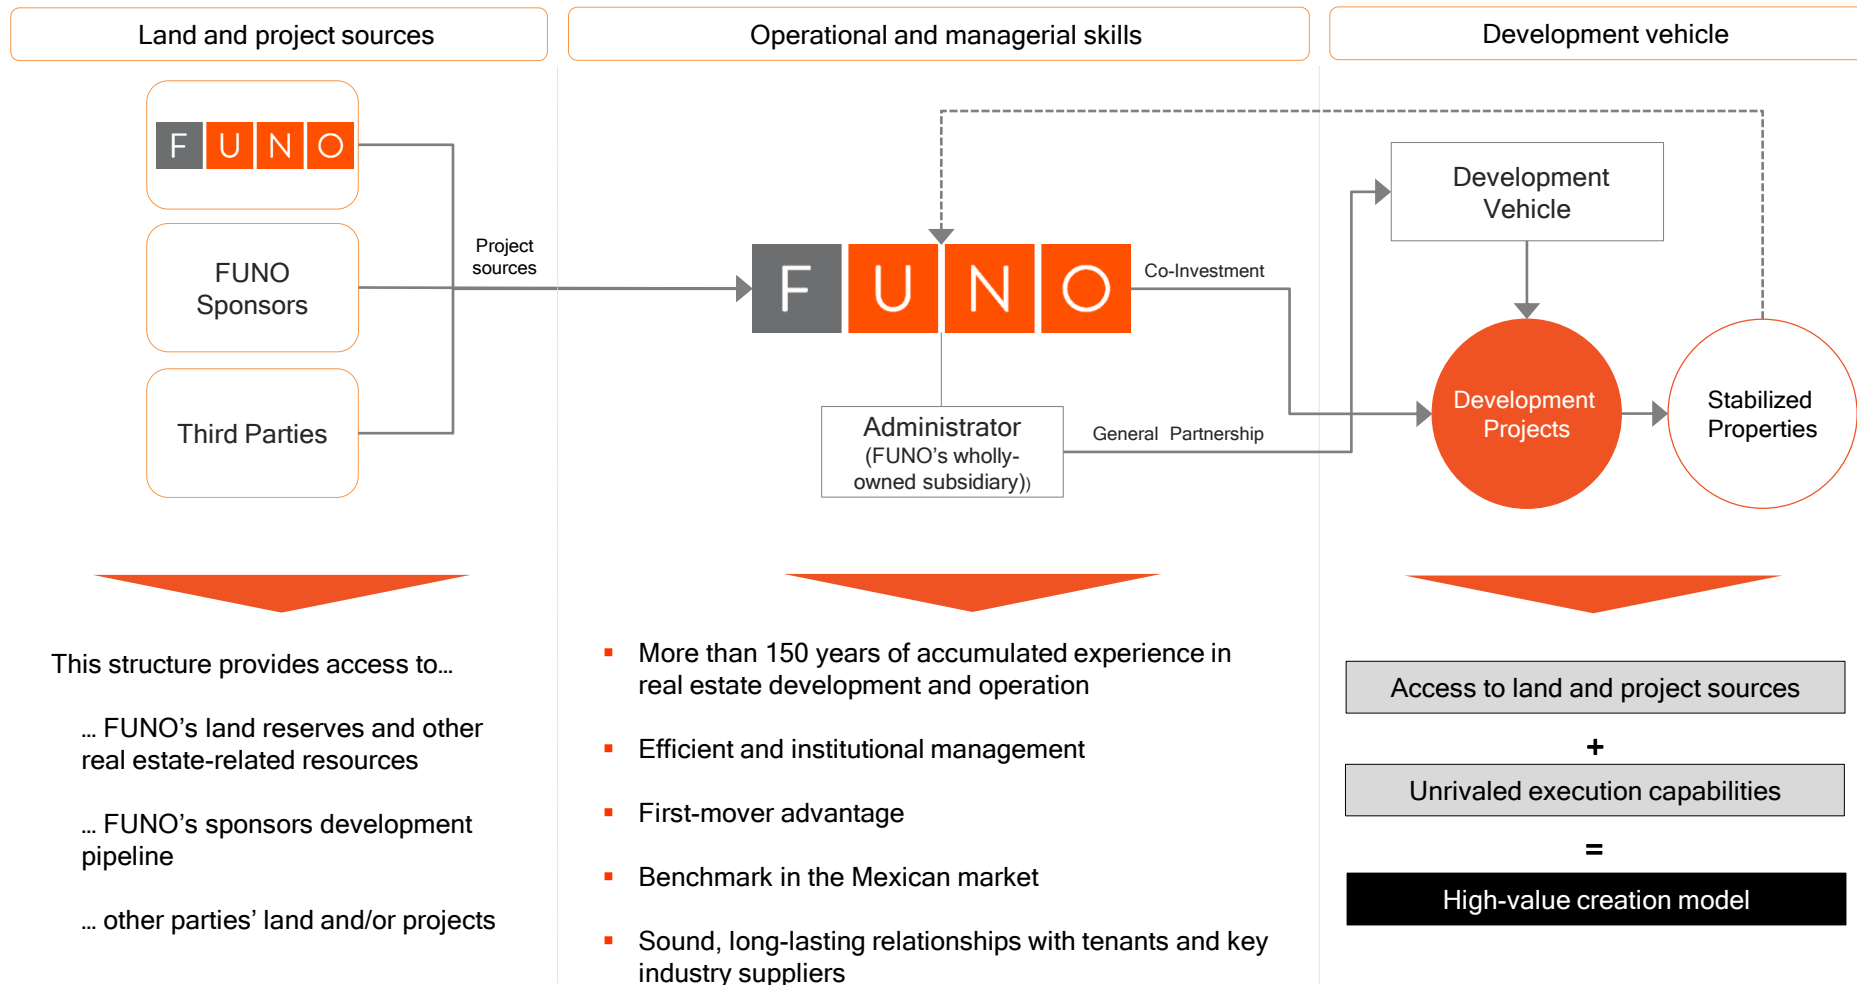 Land and project sources
Operational and managerial skills
Development vehicle
FUNO
FUNO
Sponsors
Third Parties
Project
sources
FUNO
Administrator
(FUNO’s wholly-
owned subsidiary))
Co-Investment
General Partnership
Development
Vehicle
Development
Projects
Stabilized
Properties
This structure provides access to…
… FUNO’s land reserves and other
real estate-related resources
… FUNO’s sponsors development
pipeline
… other parties’ land and/or projects
▪ More than 150 years of accumulated experience in
real estate development and operation
▪ Efficient and institutional management
▪ First-mover advantage
▪ Benchmark in the Mexican market
▪ Sound, long-lasting relationships with tenants and key
industry suppliers
Access to land and project sources
+
Unrivaled execution capabilities
=
High-value creation model